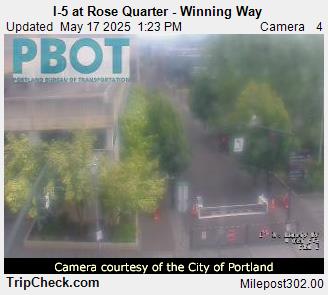 I-5 at Rose Quarter - Winning Way
Updated May 17 2025 1:23 PM Camera 4
PBOT
PORTLAND BUREAU OF TRANSPORTATION
Camera courtesy of the City of Portland
TripCheck.com Milepost302.00